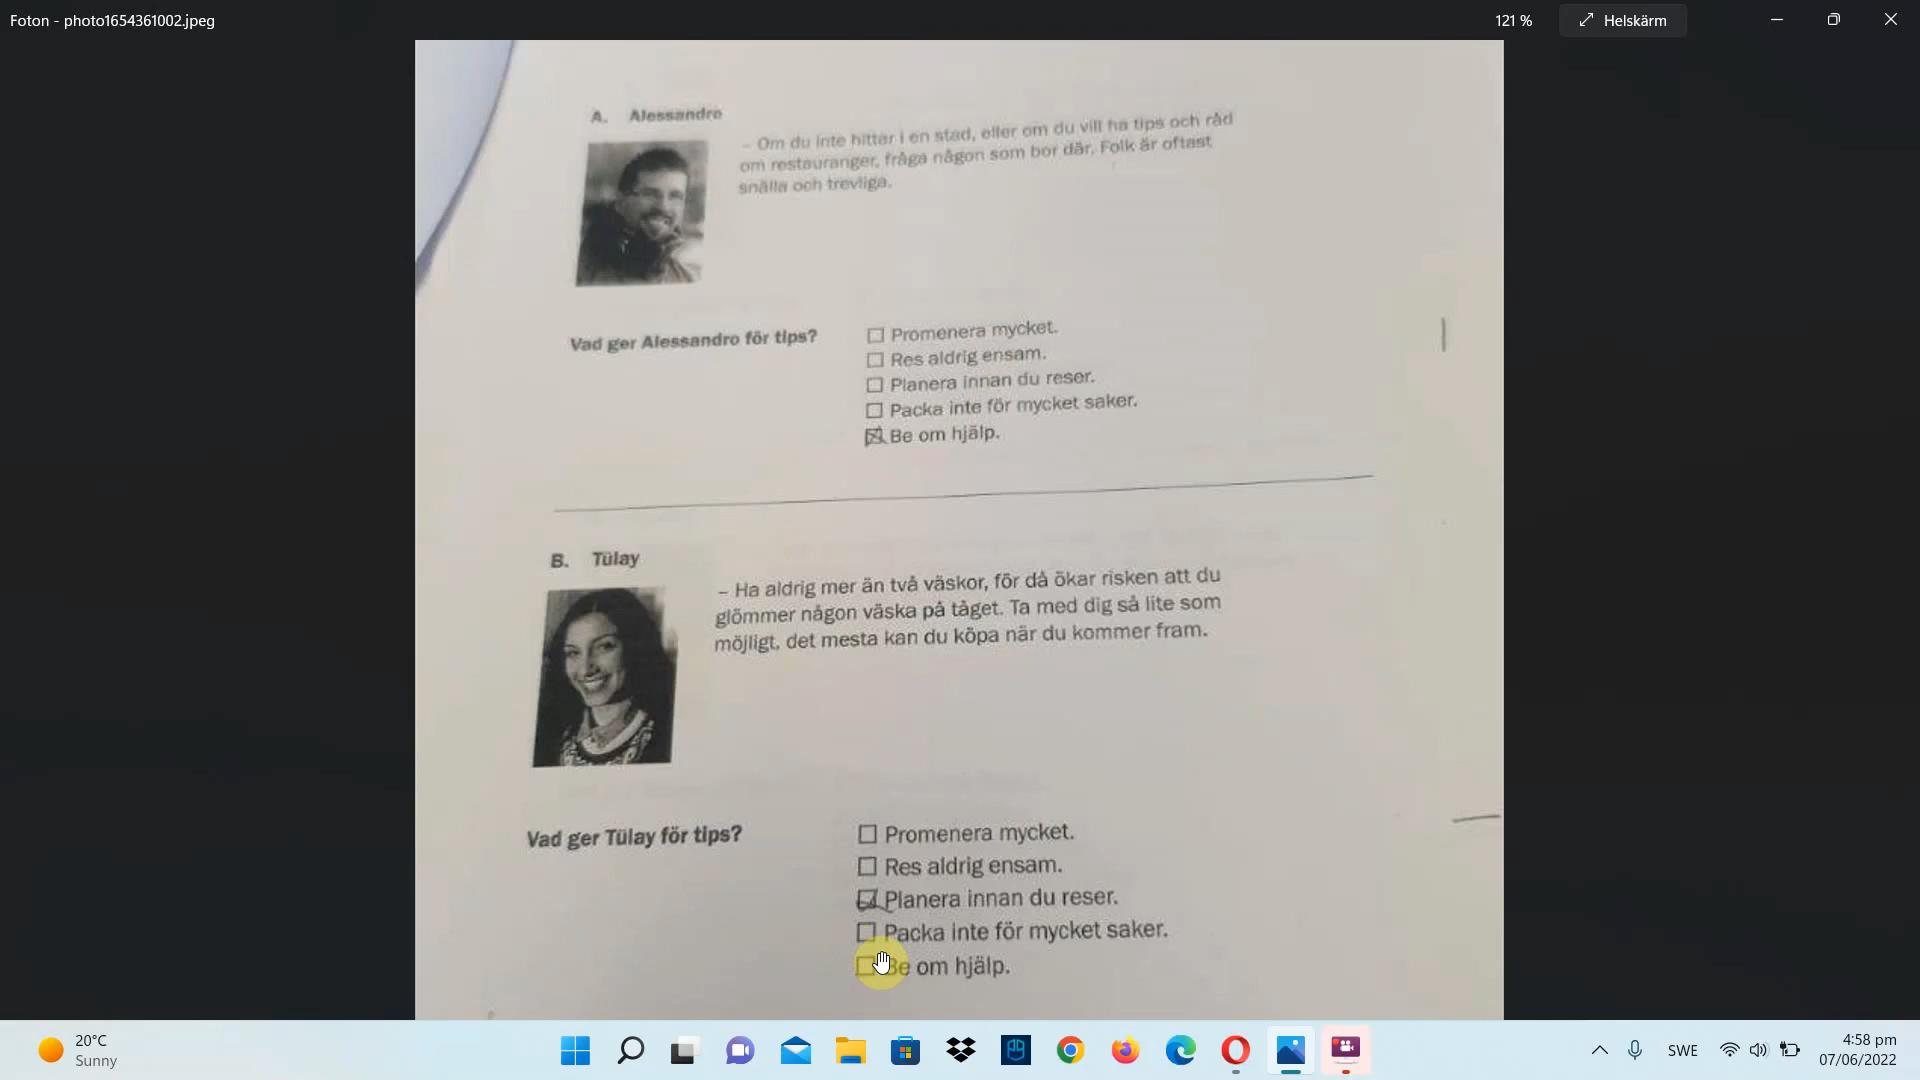 Foton - photo1654361002.jpeg
121 %
Helskärm
A. Alessandro
– Om du inte hittar i en stad, eller om du vill ha tips och råd
om restauranger, fråga någon som bor där. Folk är oftast
snälla och trevliga.
Vad ger Alessandro för tips?
Promenera mycket.
Res aldrig ensam.
Planera innan du reser.
Packa inte för mycket saker.
Be om hjälp.
B. Tülay
– Ha aldrig mer än två väskor, för då ökar risken att du
glömmer någon väska på tåget. Ta med dig så lite som
möjligt, det mesta kan du köpa när du kommer fram.
Vad ger Tülay för tips?
Promenera mycket.
Res aldrig ensam.
Planera innan du reser.
Packa inte för mycket saker.
Be om hjälp.
20°C
Sunny
SWE
4:58 pm
07/06/2022